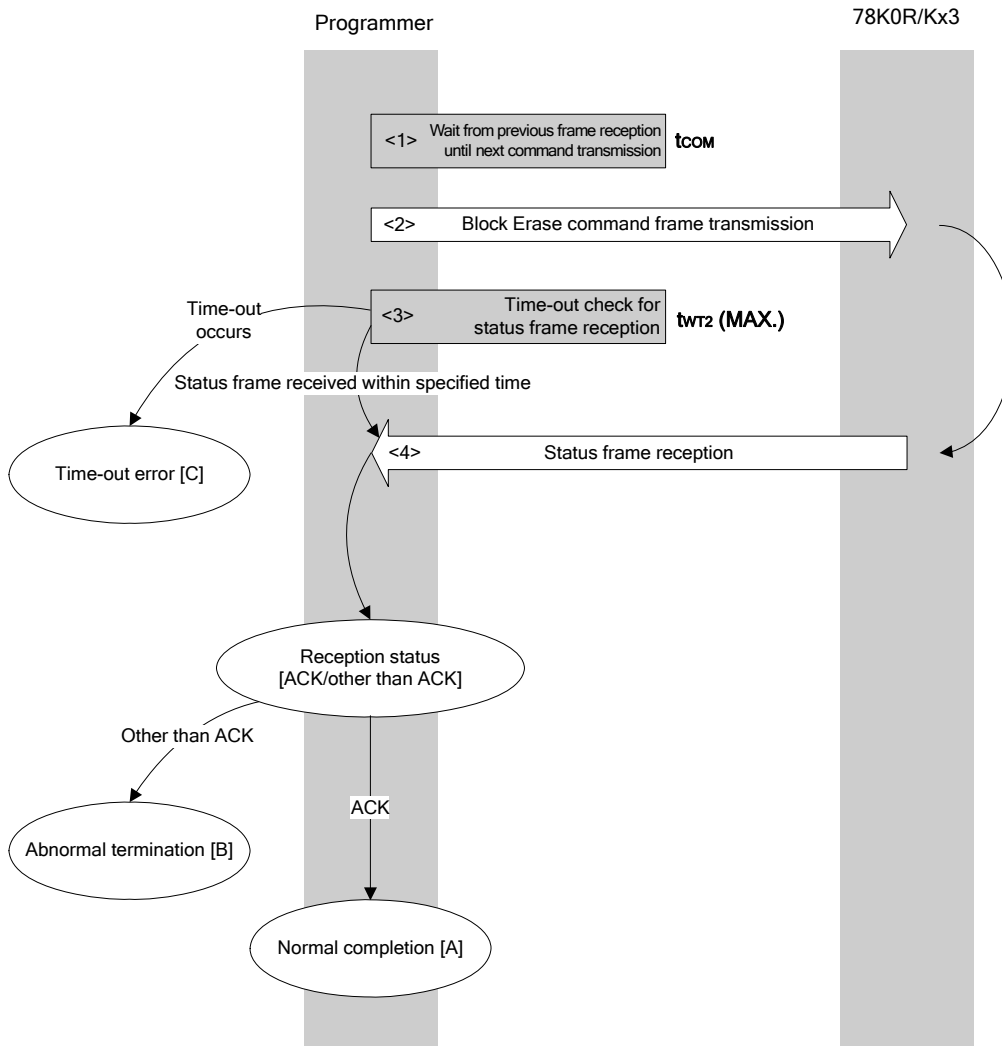 Programmer
78K0R/Kx3
<1> Wait from previous frame reception
until next command transmission
tCOM
<2> Block Erase command frame transmission
Time-out
occurs
<3> Time-out check for
status frame reception
tWT2 (MAX.)
Status frame received within specified time
Time-out error [C]
<4> Status frame reception
Reception status
[ACK/other than ACK]
Other than ACK
ACK
Abnormal termination [B]
Normal completion [A]